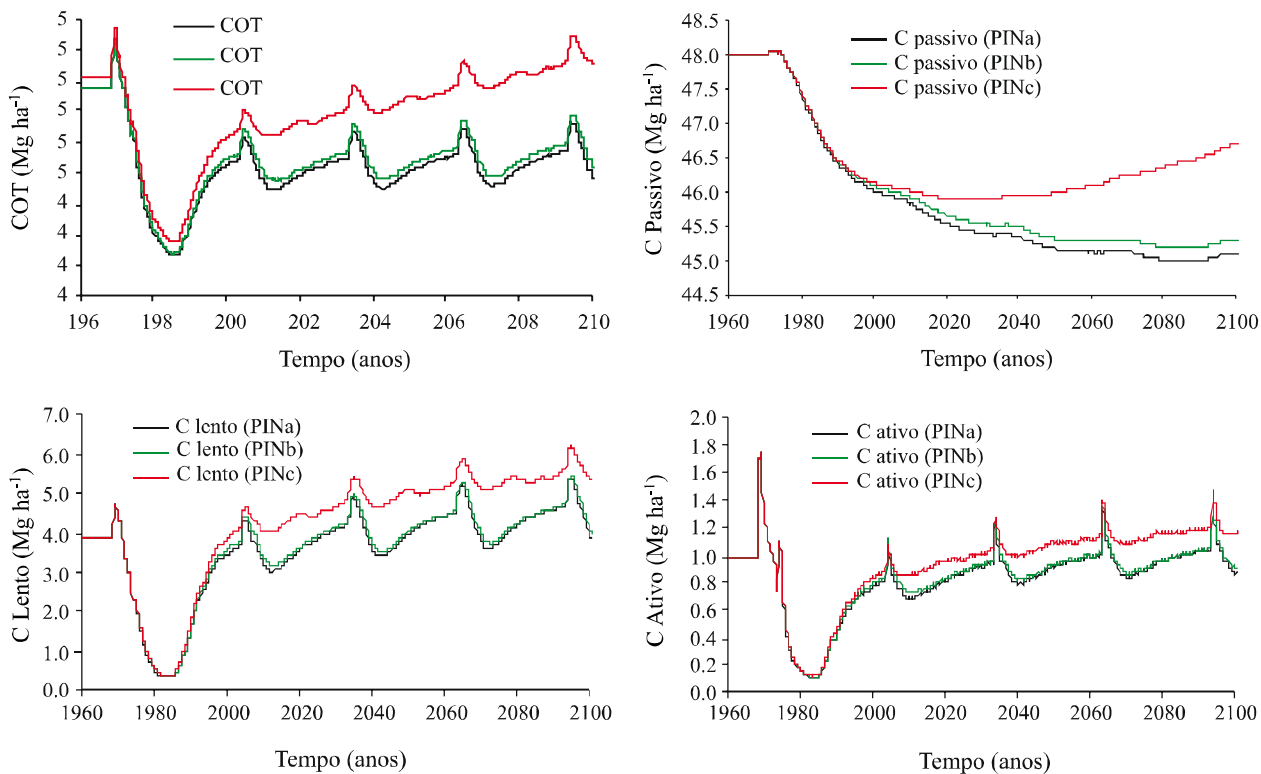 COT
COT
COT
COT (Mg ha-1)
5
5
5
5
5
5
4
4
4
4
196 198 200 202 204 206 208 210
Tempo (anos)
C passivo (PINa)
C passivo (PINb)
C passivo (PINc)
C Passivo (Mg ha-1)
48.5
48.0
47.5
47.0
46.5
46.0
45.5
45.0
44.5
1960 1980 2000 2020 2040 2060 2080 2100
Tempo (anos)
C lento (PINa)
C lento (PINb)
C lento (PINc)
C Lento (Mg ha-1)
7.0
6.0
5.0
4.0
3.0
2.0
1.0
0.0
1960 1980 2000 2020 2040 2060 2080 2100
Tempo (anos)
C ativo (PINa)
C ativo (PINb)
C ativo (PINc)
C Ativo (Mg ha-1)
2.0
1.8
1.6
1.4
1.2
1.0
0.8
0.6
0.4
0.2
0.0
1960 1980 2000 2020 2040 2060 2080 2100
Tempo (anos)